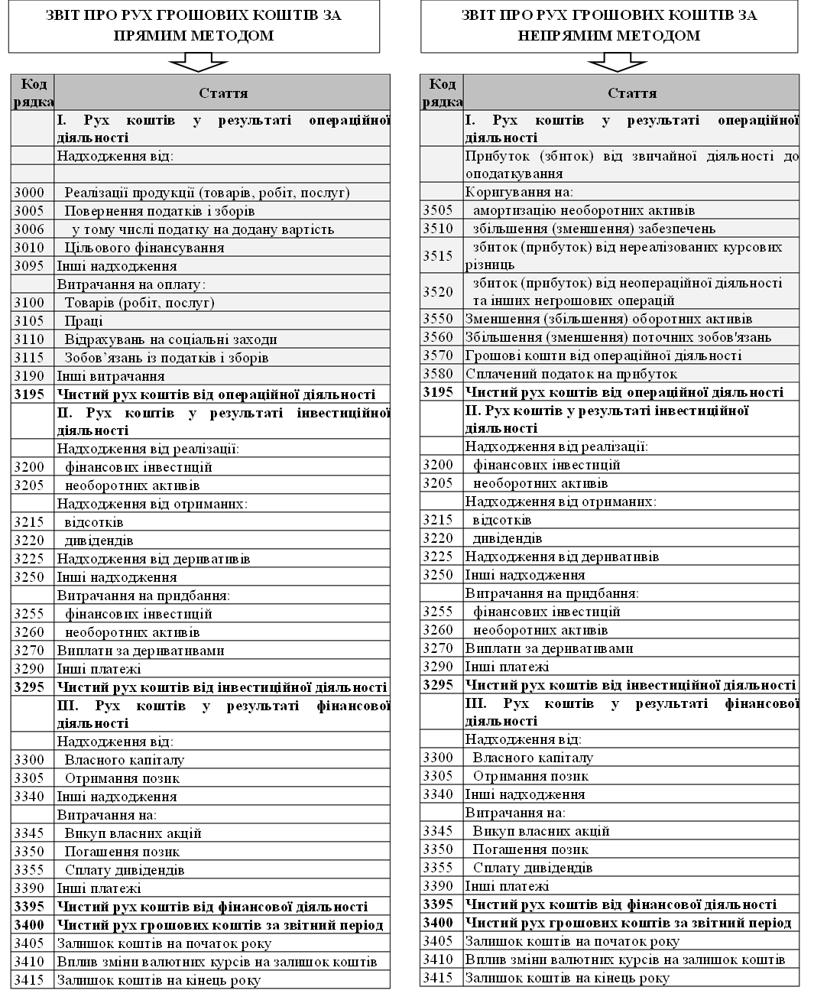 ЗВІТ ПРО РУХ ГРОШОВИХ КОШТІВ ЗА
ПРЯМИМ МЕТОДОМ
Код рядка Стаття
І. Рух коштів у результаті операційної
діяльності
Надходження від:
3000 Реалізації продукції (товарів, робіт, послуг)
3005 Повернення податків і зборів
3006 у тому числі податку на додану вартість
3010 Цільового фінансування
3095 Інші надходження
Витрачання на оплату:
3100 Товарів (робіт, послуг)
3105 Праці
3110 Відрахувань на соціальні заходи
3115 Зобов’язань із податків і зборів
3190 Інші витрачання
3195 Чистий рух коштів від операційної діяльності
ІІ. Рух коштів у результаті інвестиційної
діяльності
Надходження від реалізації:
3200 фінансових інвестицій
3205 необоротних активів
Надходження від отриманих:
3215 відсотків
3220 дивідендів
3225 Надходження від деривативів
3250 Інші надходження
Витрачання на придбання:
3255 фінансових інвестицій
3260 необоротних активів
3270 Виплати за деривативами
3290 Інші платежі
3295 Чистий рух коштів від інвестиційної діяльності
ІІІ. Рух коштів у результаті фінансової
діяльності
Надходження від:
3300 Власного капіталу
3305 Отримання позик
3340 Інші надходження
Витрачання на:
3345 Викуп власних акцій
3350 Погашення позик
3355 Сплату дивідендів
3390 Інші платежі
3395 Чистий рух коштів від фінансової діяльності
3400 Чистий рух грошових коштів за звітний період
3405 Залишок коштів на початок року
3410 Вплив зміни валютних курсів на залишок коштів
3415 Залишок коштів на кінець року
ЗВІТ ПРО РУХ ГРОШОВИХ КОШТІВ ЗА
НЕПРЯМИМ МЕТОДОМ
Код рядка Стаття
І. Рух коштів у результаті операційної
діяльності
Прибуток (збиток) від звичайної діяльності до
оподаткування
Коригування на:
3505 амортизацію необоротних активів
3510 збільшення (зменшення) забезпечень
3515 збиток (прибуток) від нереалізованих курсових
різниць
3520 збиток (прибуток) від неопераційної діяльності
та інших негрошових операцій
3550 Зменшення (збільшення) оборотних активів
3560 Збільшення (зменшення) поточних зобов'язань
3570 Грошові кошти від операційної діяльності
3580 Сплачений податок на прибуток
3195 Чистий рух коштів від операційної діяльності
ІІ. Рух коштів у результаті інвестиційної
діяльності
Надходження від реалізації:
3200 фінансових інвестицій
3205 необоротних активів
Надходження від отриманих:
3215 відсотків
3220 дивідендів
3225 Надходження від деривативів
3250 Інші надходження
Витрачання на придбання:
3255 фінансових інвестицій
3260 необоротних активів
3270 Виплати за деривативами
3290 Інші платежі
3295 Чистий рух коштів від інвестиційної діяльності
ІІІ. Рух коштів у результаті фінансової
діяльності
Надходження від:
3300 Власного капіталу
3305 Отримання позик
3340 Інші надходження
Витрачання на:
3345 Викуп власних акцій
3350 Погашення позик
3355 Сплату дивідендів
3390 Інші платежі
3395 Чистий рух коштів від фінансової діяльності
3400 Чистий рух грошових коштів за звітний період
3405 Залишок коштів на початок року
3410 Вплив зміни валютних курсів на залишок коштів
3415 Залишок коштів на кінець року